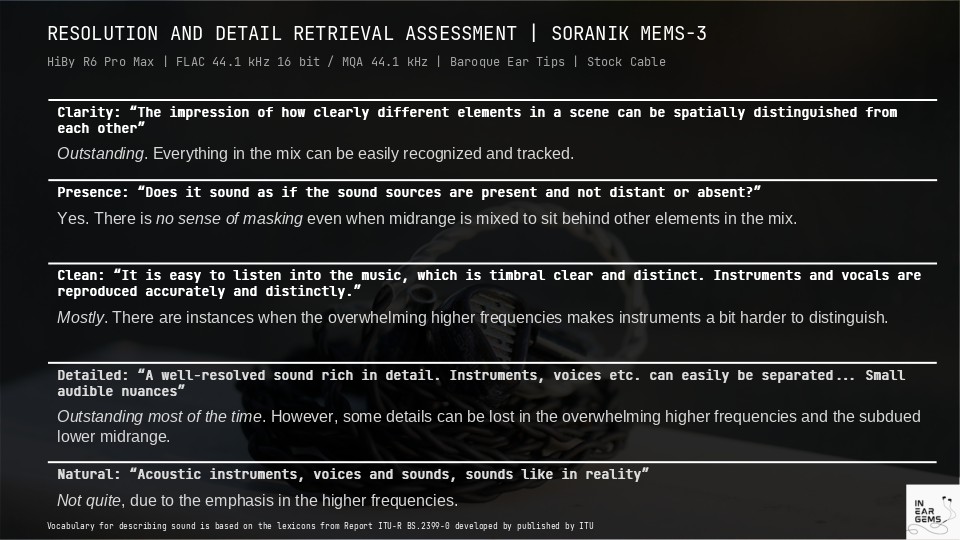 RESOLUTION AND DETAIL RETRIEVAL ASSESSMENT | SORANIK MEMS-3
HiBy R6 Pro Max | FLAC 44.1 kHz 16 bit / MQA 44.1 kHz | Baroque Ear Tips | Stock Cable
Clarity: “The impression of how clearly different elements in a scene can be spatially distinguished from
each other”
Outstanding. Everything in the mix can be easily recognized and tracked.
Presence: “Does it sound as if the sound sources are present and not distant or absent?”
Yes. There is no sense of masking even when midrange is mixed to sit behind other elements in the mix.
Clean: “It is easy to listen into the music, which is timbral clear and distinct. Instruments and vocals are
reproduced accurately and distinctly.”
Mostly. There are instances when the overwhelming higher frequencies makes instruments a bit harder to distinguish.
Detailed: “A well-resolved sound rich in detail. Instruments, voices etc. can easily be separated... Small
audible nuances”
Outstanding most of the time. However, some details can be lost in the overwhelming higher frequencies and the subdued
lower midrange.
Natural: “Acoustic instruments, voices and sounds, sounds like in reality”
Not quite, due to the emphasis in the higher frequencies.
Vocabulary for describing sound is based on the lexicons from Report ITU-R BS.2399-0 developed by published by ITU
IN
EAR
GEMS